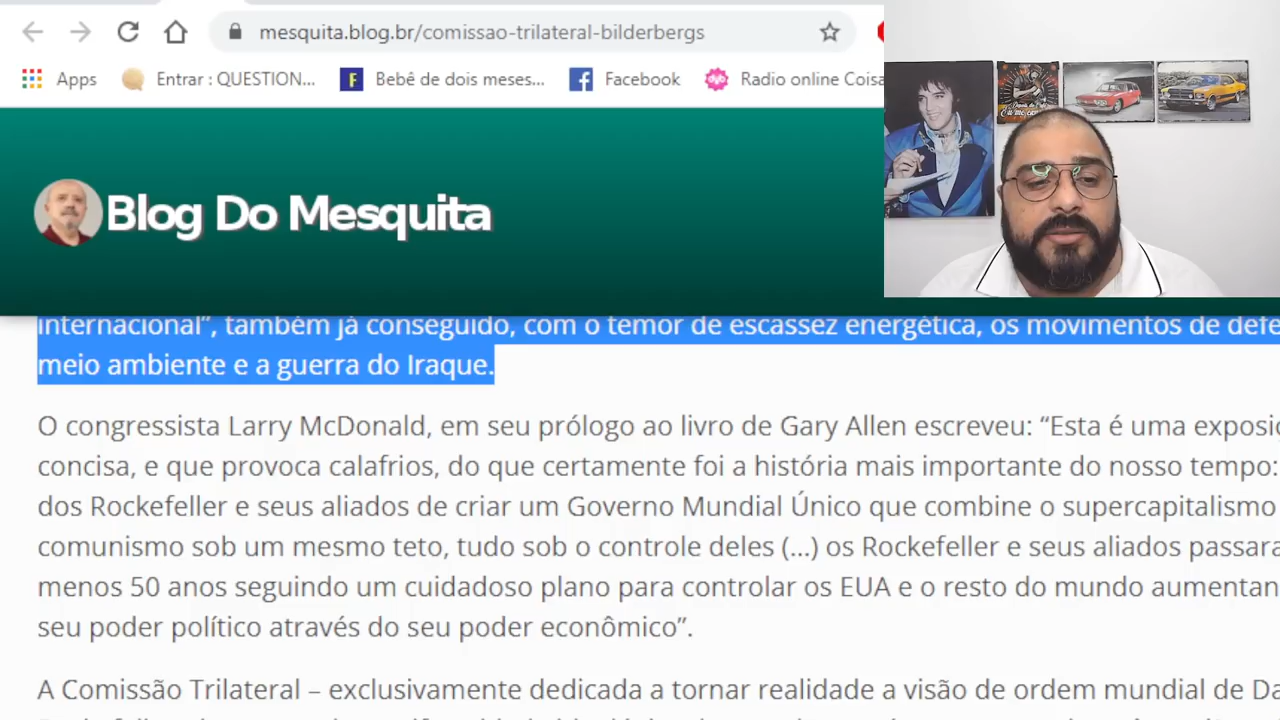 mesquita.blog.br/comissao-trilateral-bilderbergs
Apps Entrar : QUESTION... Bebê de dois meses... Facebook Radio online Coisa
Blog Do Mesquita
internacional”, também já conseguido, com o temor de escassez energética, os movimentos de defe
meio ambiente e a guerra do Iraque.
O congressista Larry McDonald, em seu prólogo ao livro de Gary Allen escreveu: “Esta é uma exposi
concisa, e que provoca calafrios, do que certamente foi a história mais importante do nosso tempo:
dos Rockefeller e seus aliados de criar um Governo Mundial Único que combine o supercapitalismo
comunismo sob um mesmo teto, tudo sob o controle deles (...) os Rockefeller e seus aliados passara
menos 50 anos seguindo um cuidadoso plano para controlar os EUA e o resto do mundo aumentan
seu poder político através do seu poder econômico”.
A Comissão Trilateral – exclusivamente dedicada a tornar realidade a visão de ordem mundial de Da